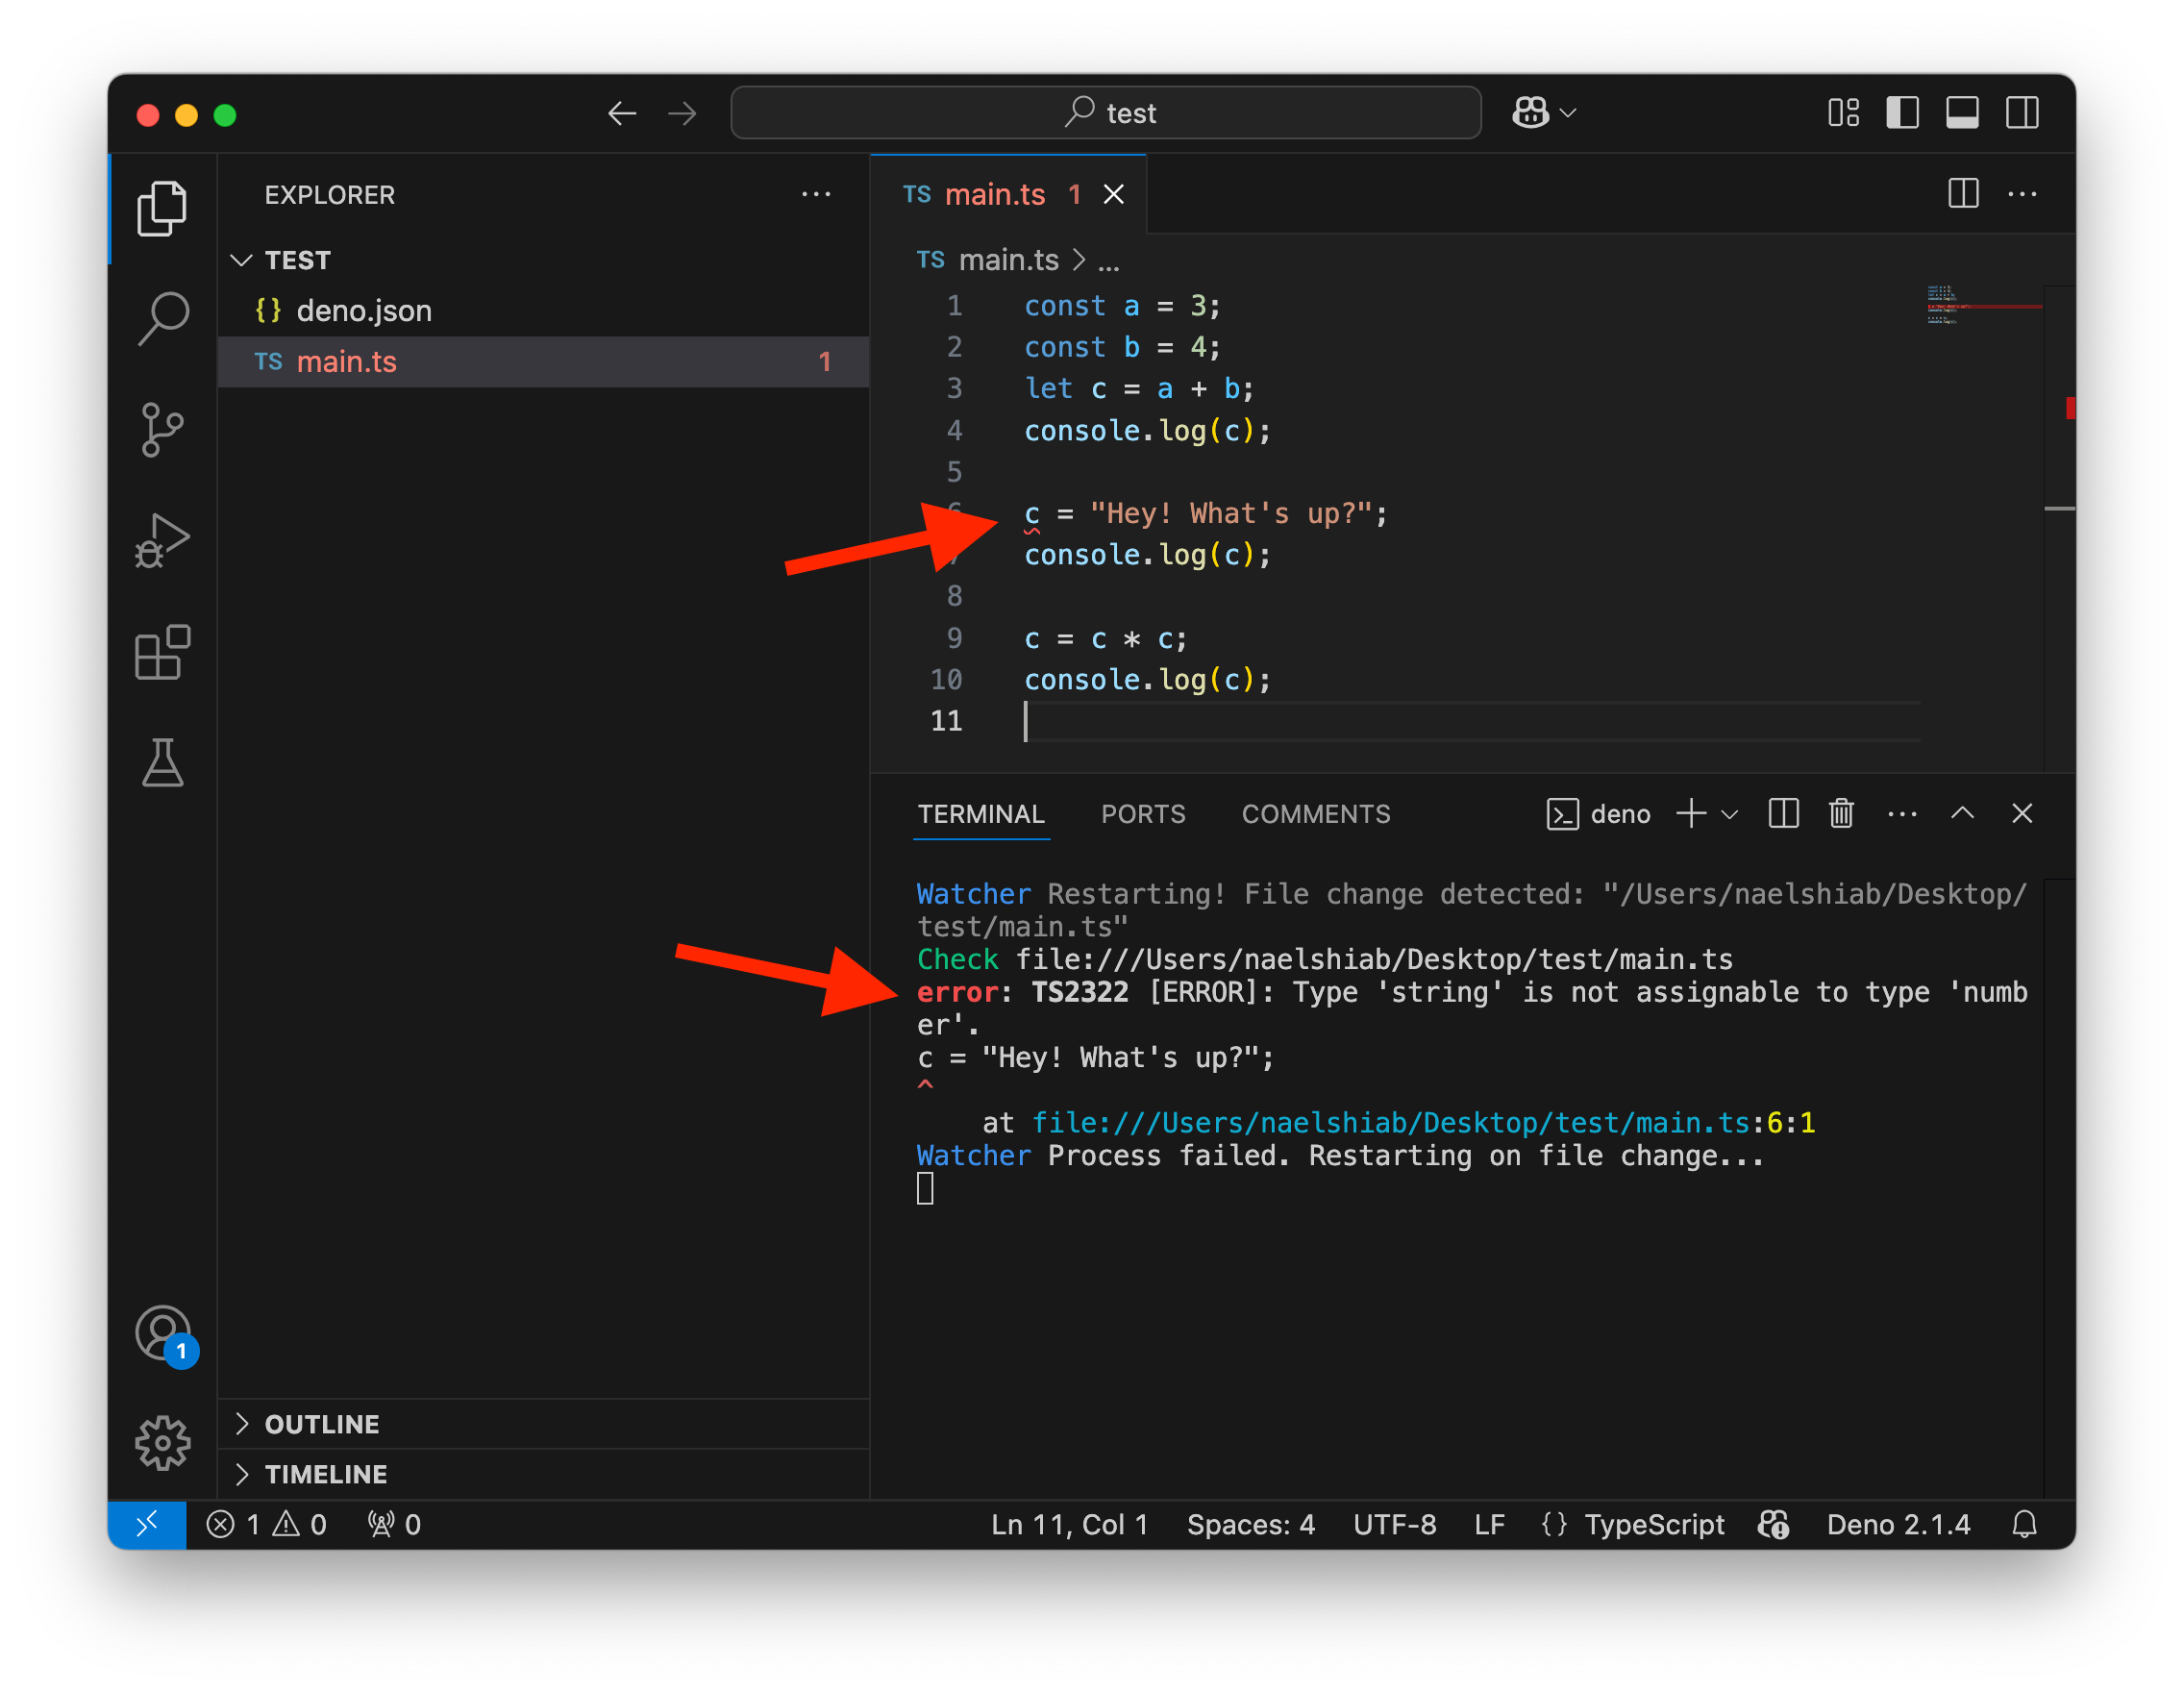 test
EXPLORER
TEST
{} deno.json
TS main.ts 1
TS main.ts 1
TS main.ts > ...
1 const a = 3;
2 const b = 4;
3 let c = a + b;
4 console.log(c);
5
6 c = "Hey! What's up?";
7 console.log(c);
8
9 c = c * c;
10 console.log(c);
11
TERMINAL PORTS COMMENTS deno
Watcher Restarting! File change detected: "/Users/naelshiab/Desktop/
test/main.ts"
Check file:///Users/naelshiab/Desktop/test/main.ts
error: TS2322 [ERROR]: Type 'string' is not assignable to type 'numb
er'.
c = "Hey! What's up?";
^
at file:///Users/naelshiab/Desktop/test/main.ts:6:1
Watcher Process failed. Restarting on file change...
1
OUTLINE
TIMELINE
1 0 0 Ln 11, Col 1 Spaces: 4 UTF-8 LF {} TypeScript Deno 2.1.4